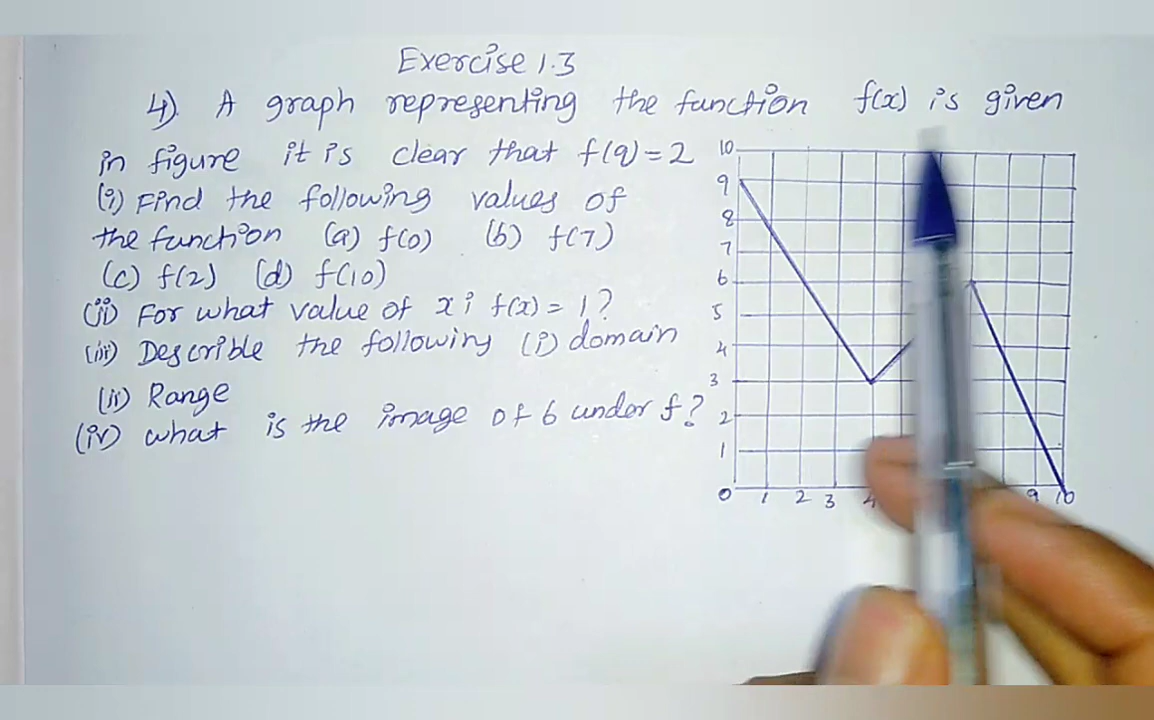 Exercise 1.3
4) A graph representing the function f(x) is given
in figure it is clear that f(9)=2
(i) Find the following values of
the function (a) f(0) (b) f(7)
(c) f(2) (d) f(10)
(ii) For what value of x ; f(x) = 1?
(iii) Describle the following (i) domain
(ii) Range
(iv) what is the image of 6 under f?
10
9
8
7
6
5
4
3
2
1
0 1 2 3 4 9 10